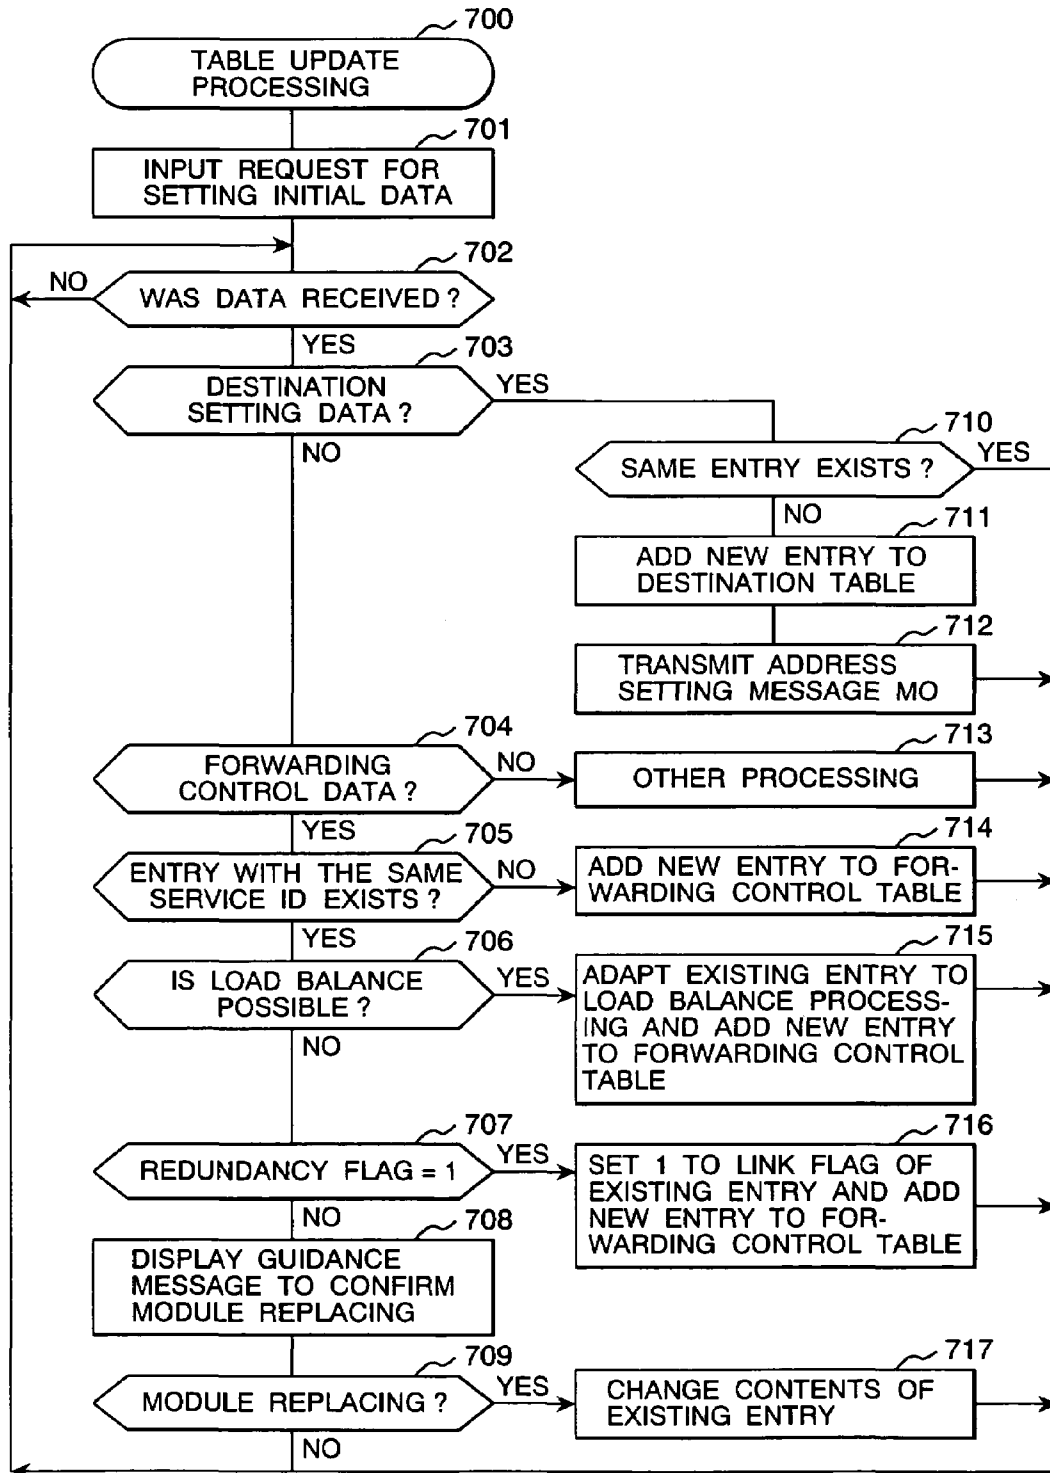 700
TABLE UPDATE
PROCESSING
701
INPUT REQUEST FOR
SETTING INITIAL DATA
702
NO
WAS DATA RECEIVED ?
YES
703
DESTINATION
SETTING DATA ?
YES
NO
710
SAME ENTRY EXISTS ?
YES
NO
711
ADD NEW ENTRY TO
DESTINATION TABLE
712
TRANSMIT ADDRESS
SETTING MESSAGE MO
704
FORWARDING
CONTROL DATA ?
NO
YES
713
OTHER PROCESSING
705
ENTRY WITH THE SAME
SERVICE ID EXISTS ?
NO
YES
714
ADD NEW ENTRY TO FOR-
WARDING CONTROL TABLE
706
IS LOAD BALANCE
POSSIBLE ?
YES
NO
715
ADAPT EXISTING ENTRY TO
LOAD BALANCE PROCESS-
ING AND ADD NEW ENTRY
TO FORWARDING CONTROL
TABLE
707
REDUNDANCY FLAG = 1
YES
NO
716
SET 1 TO LINK FLAG OF
EXISTING ENTRY AND ADD
NEW ENTRY TO FOR-
WARDING CONTROL TABLE
708
DISPLAY GUIDANCE
MESSAGE TO CONFIRM
MODULE REPLACING
709
MODULE REPLACING ?
YES
NO
717
CHANGE CONTENTS OF
EXISTING ENTRY